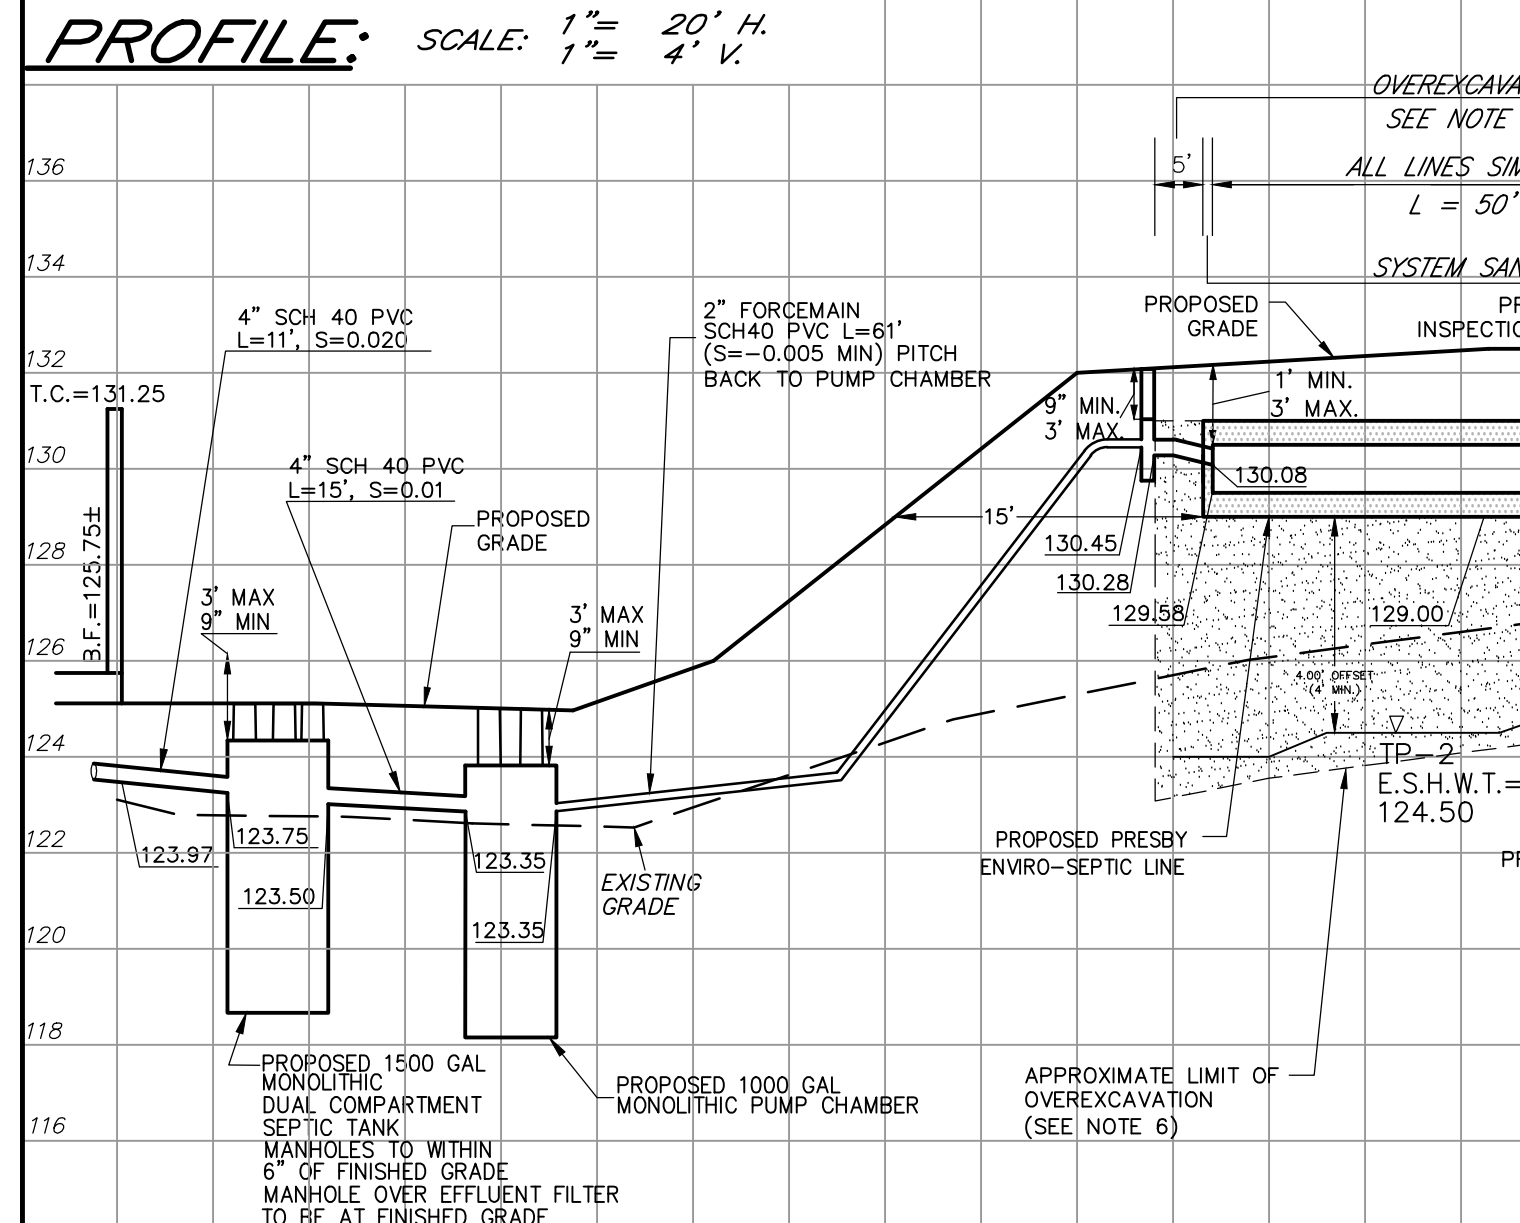 PROFILE:
SCALE: 1"= 20' H.
1"= 4' V.
OVEREXCAVA
SEE NOTE
136
5'
ALL LINES SIM
L = 50'
134
SYSTEM SAN
4" SCH 40 PVC
L=11', S=0.020
2" FORCEMAIN
SCH40 PVC L=61'
(S=-0.005 MIN) PITCH
BACK TO PUMP CHAMBER
PROPOSED
GRADE
PR
INSPECTIO
132
T.C.=131.25
1' MIN.
3' MAX.
9" MIN.
3' MAX.
130
4" SCH 40 PVC
L=15', S=0.01
130.08
B.F.=125.75±
PROPOSED
GRADE
15'
130.45
128
130.28
3' MAX
9" MIN
3' MAX
9" MIN
129.58
129.00
126
4.00' OFFSET
(4' MIN.)
124
TP-2
E.S.H.W.T.=
124.50
122
123.97
123.75
123.35
PROPOSED PRESBY
ENVIRO-SEPTIC LINE
PR
123.50
EXISTING
GRADE
123.35
120
118
PROPOSED 1500 GAL
MONOLITHIC
DUAL COMPARTMENT
SEPTIC TANK
MANHOLES TO WITHIN
6" OF FINISHED GRADE
MANHOLE OVER EFFLUENT FILTER
TO BE AT FINISHED GRADE
PROPOSED 1000 GAL
MONOLITHIC PUMP CHAMBER
APPROXIMATE LIMIT OF
OVEREXCAVATION
(SEE NOTE 6)
116